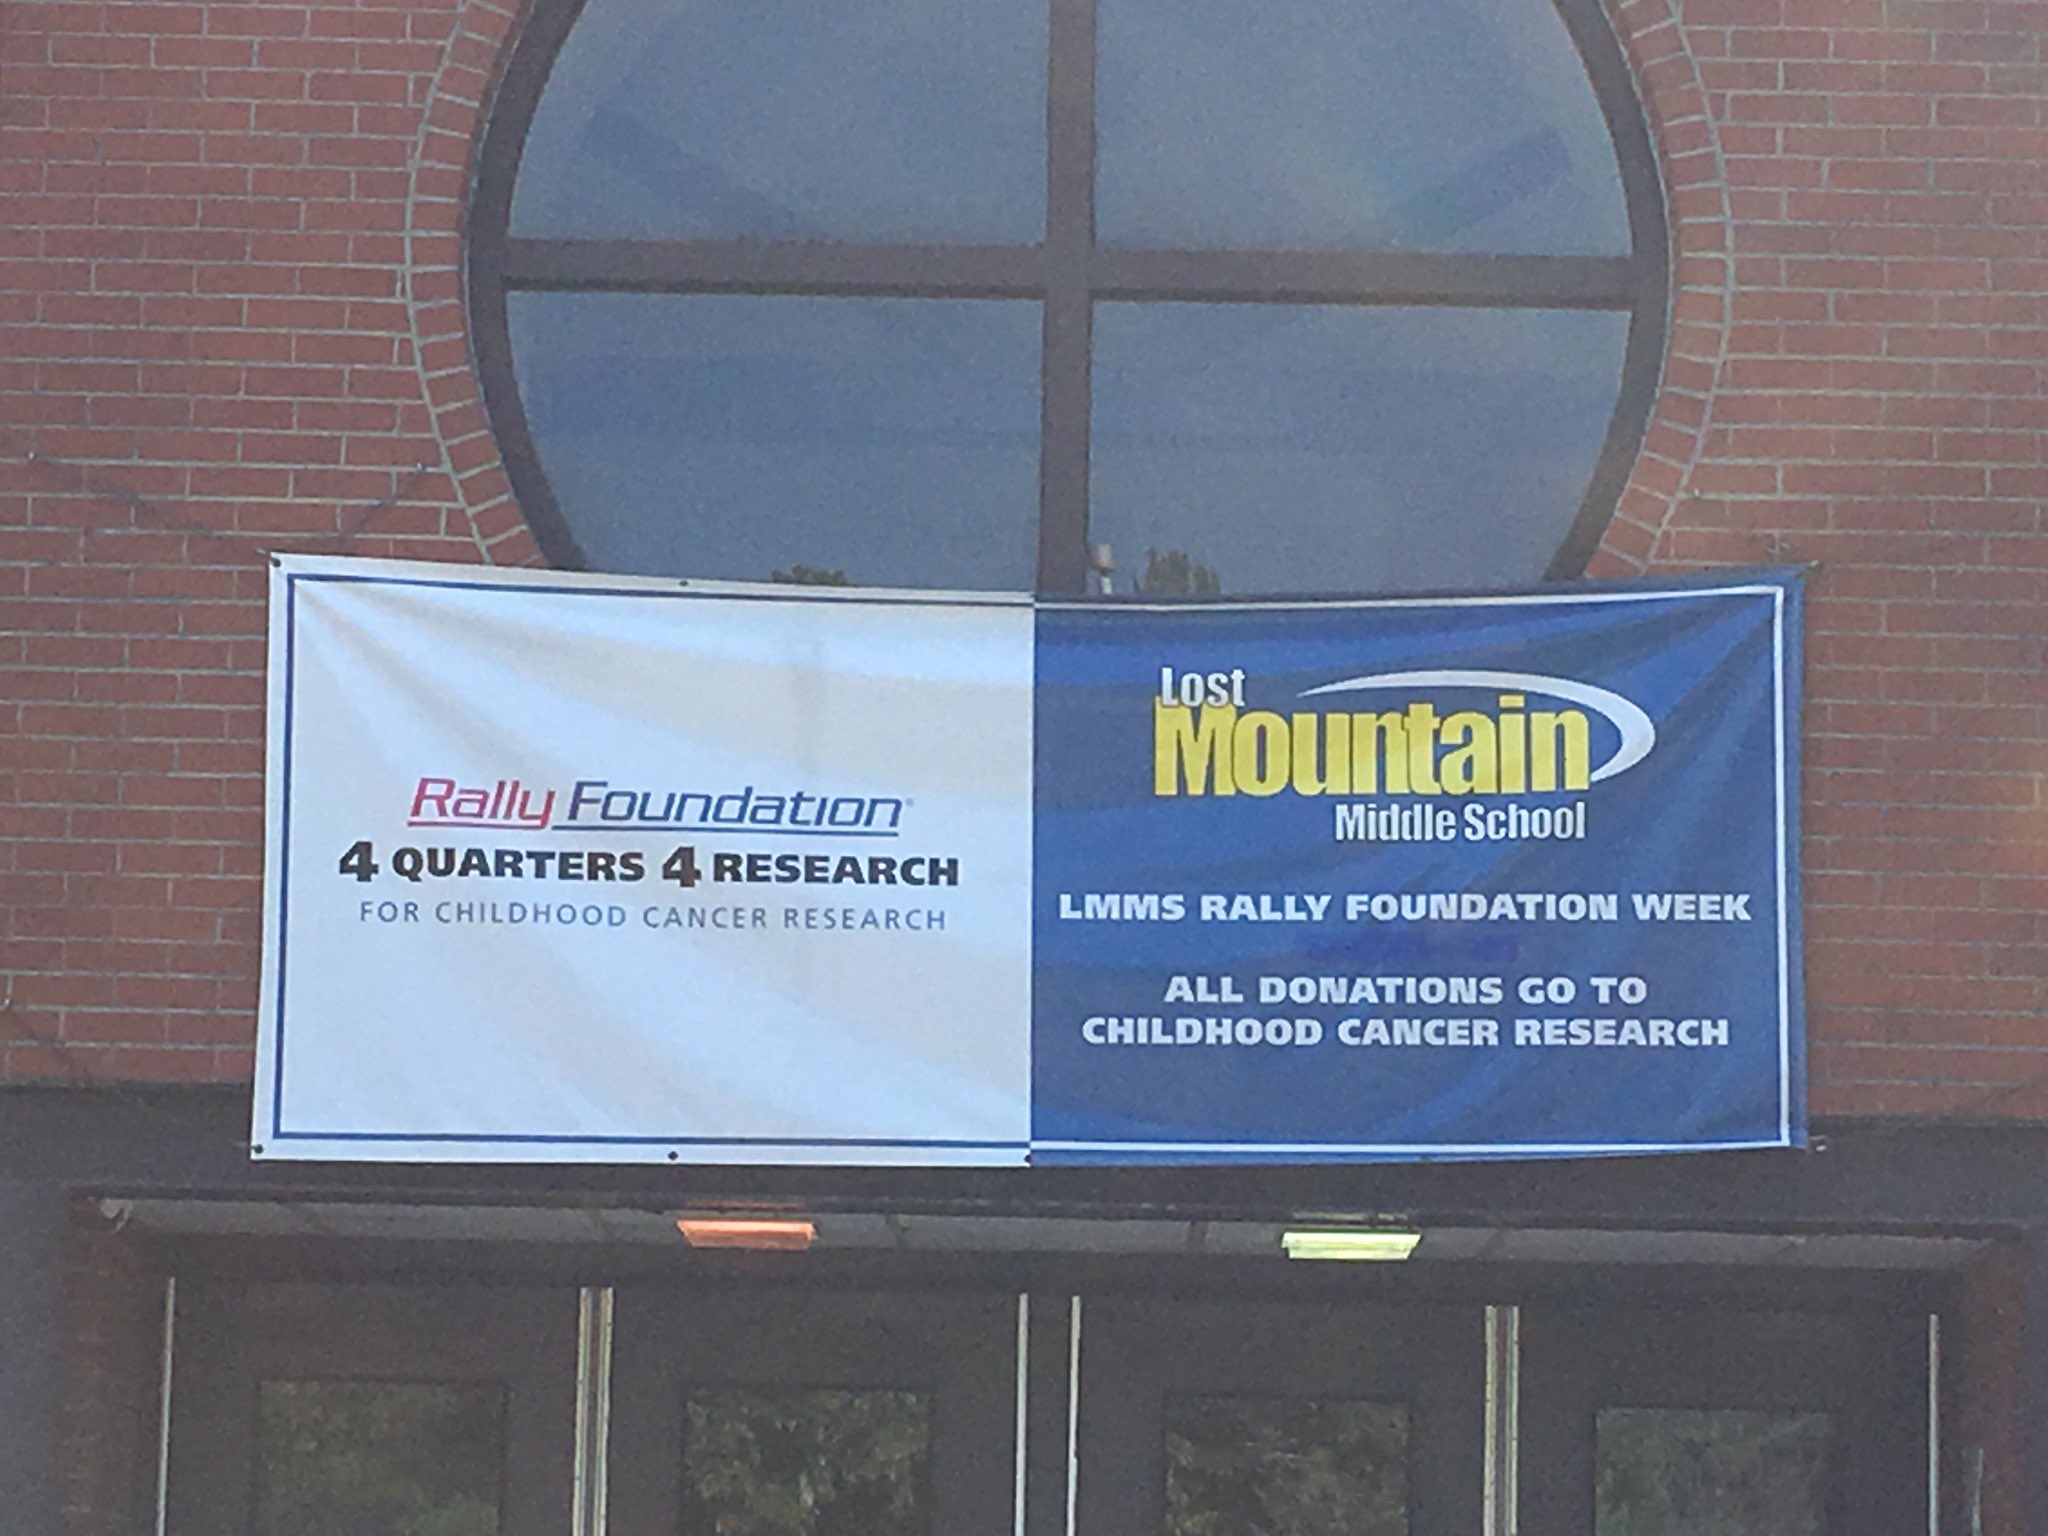 Rally Foundation®
4 QUARTERS 4 RESEARCH
FOR CHILDHOOD CANCER RESEARCH
Lost
Mountain
Middle School
LMMS RALLY FOUNDATION WEEK
ALL DONATIONS GO TO
CHILDHOOD CANCER RESEARCH